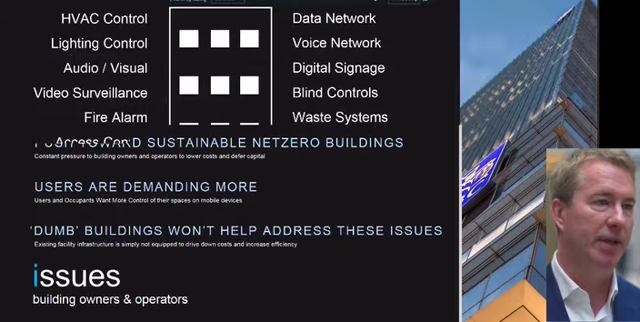 HVAC Control
Lighting Control
Audio / Visual
Video Surveillance
Fire Alarm
Data Network
Voice Network
Digital Signage
Blind Controls
Waste Systems
D SUSTAINABLE NETZERO BUILDINGS
Constant pressure to building owners and operators to lower costs and defer capital
USERS ARE DEMANDING MORE
Users and Occupants Want More Control of their spaces on mobile devices
‘DUMB’ BUILDINGS WON'T HELP ADDRESS THESE ISSUES
Existing facility infrastructure is simply not equipped to drive down costs and increase efficiency
issues
building owners & operators